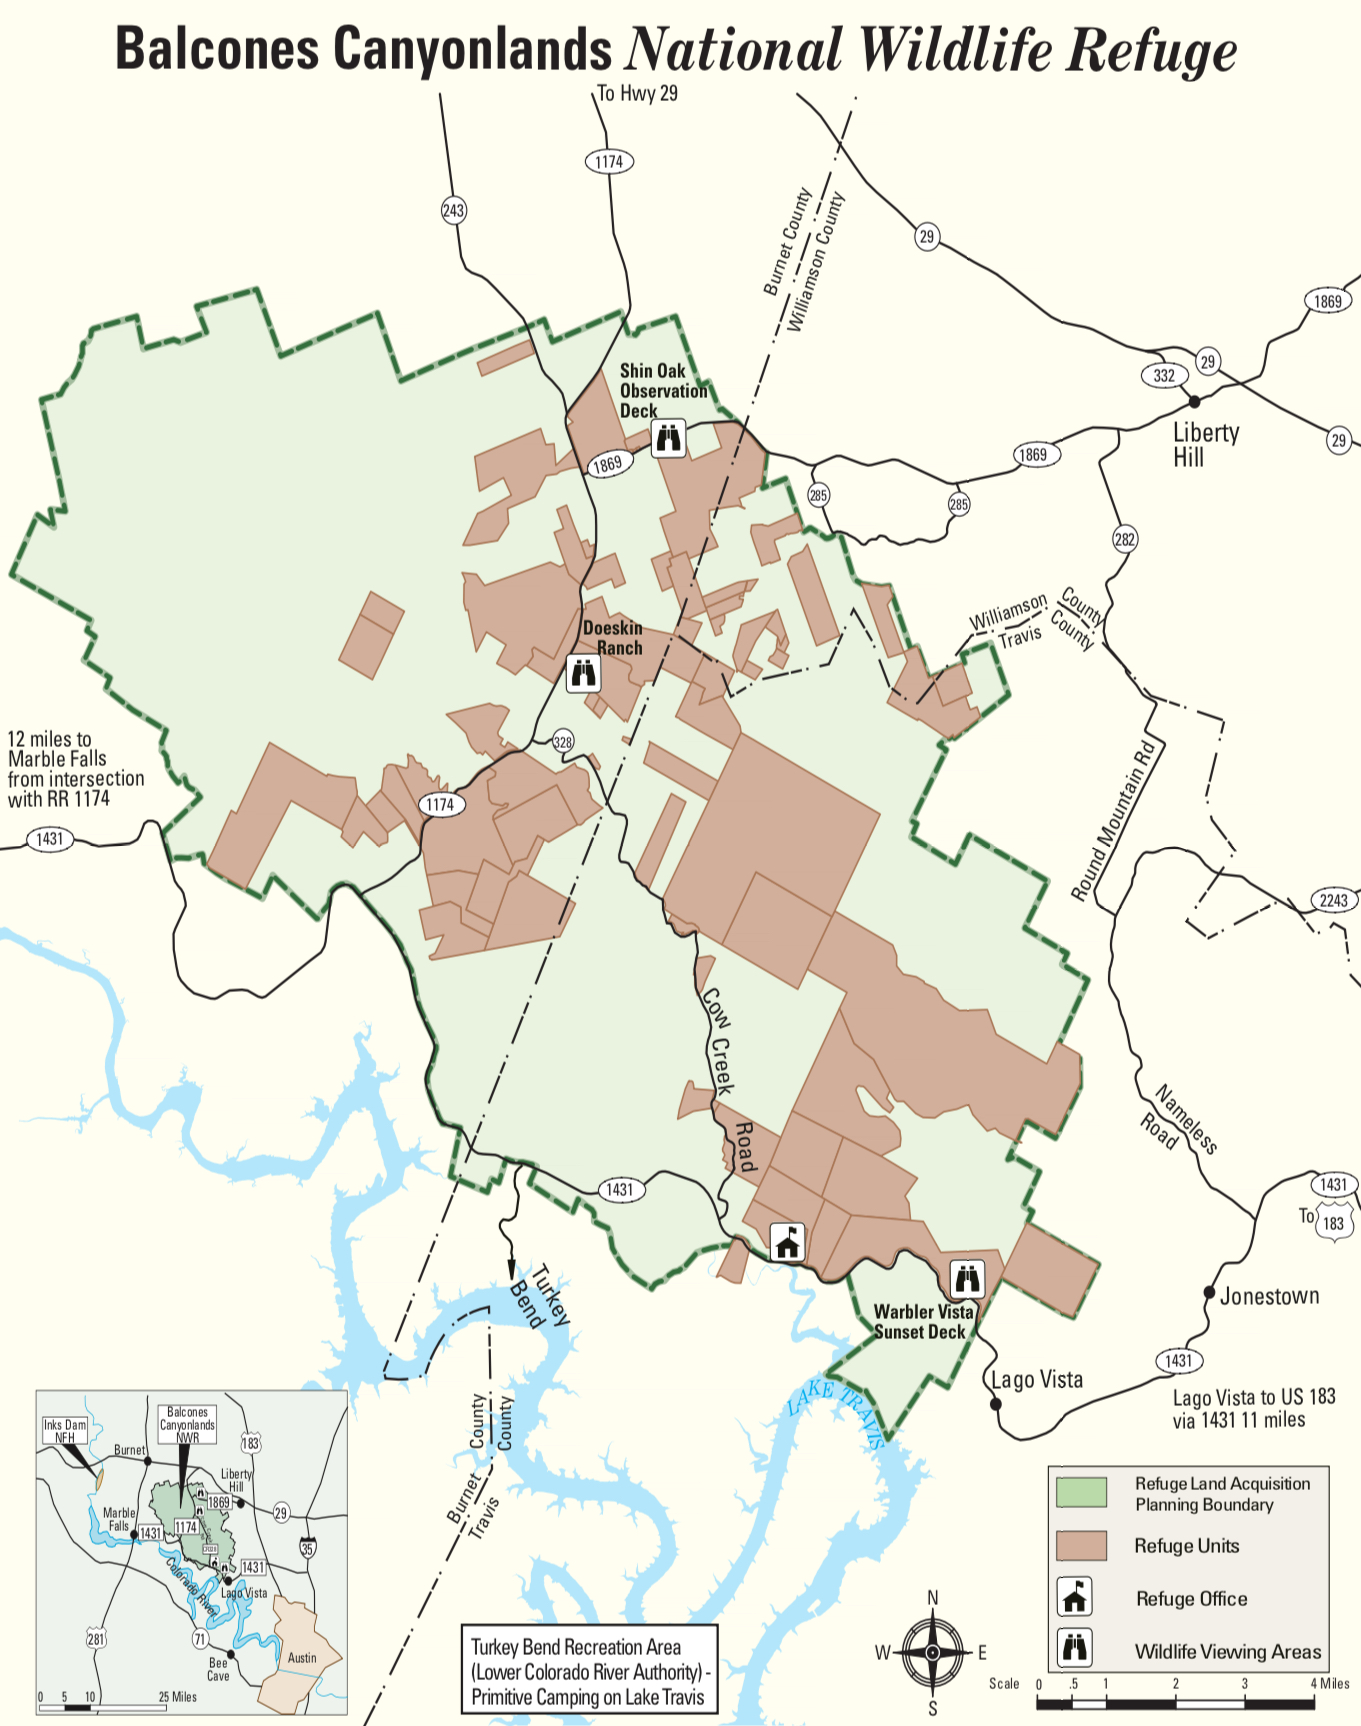 Balcones Canyonlands National Wildlife Refuge
To Hwy 29
1174
243
Burnet County
Williamson County
29
1869
29
332
Shin Oak
Observation
Deck
Liberty
Hill
29
1869
1869
285
285
282
Williamson County
Travis County
Doeskin
Ranch
328
12 miles to
Marble Falls
from intersection
with RR 1174
1431
1174
Round Mountain Rd
2243
Cow Creek Road
Nameless
Road
1431
1431
To
183
Turkey
Bend
Warbler Vista
Sunset Deck
Jonestown
1431
Lago Vista
Lago Vista to US 183
via 1431 11 miles
LAKE TRAVIS
Burnet County
Travis County
Inks Dam
NFH
Balcones
Canyonlands
NWR
183
Burnet
Liberty
Hill
1869
29
Marble
Falls
1431
1174
35
1431
Colorado River
Lago Vista
281
71
Bee
Cave
Austin
0 5 10 25 Miles
Turkey Bend Recreation Area
(Lower Colorado River Authority) -
Primitive Camping on Lake Travis
N
W E
S
Refuge Land Acquisition
Planning Boundary
Refuge Units
Refuge Office
Wildlife Viewing Areas
Scale 0 .5 1 2 3 4 Miles